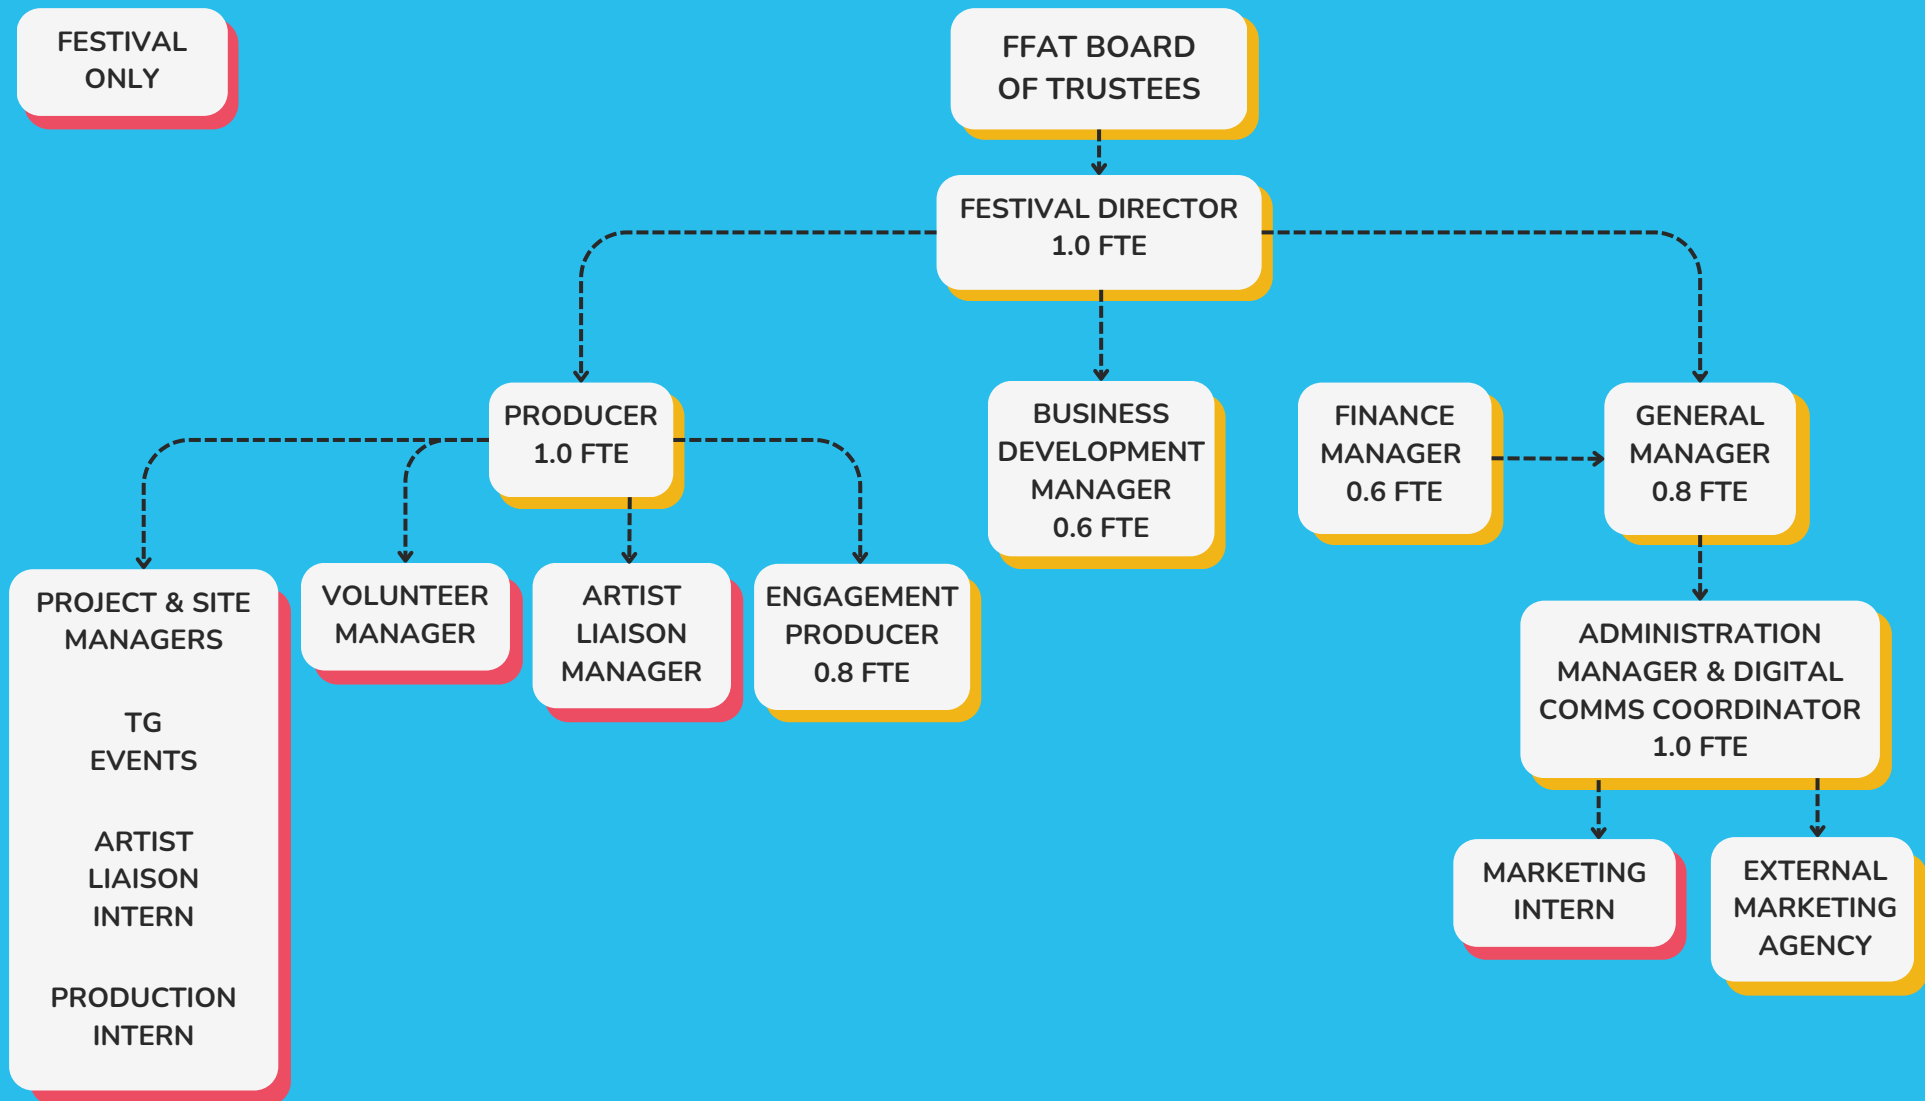 FESTIVAL
ONLY
FFAT BOARD
OF TRUSTEES
FESTIVAL DIRECTOR
1.0 FTE
PRODUCER
1.0 FTE
BUSINESS
DEVELOPMENT
MANAGER
0.6 FTE
FINANCE
MANAGER
0.6 FTE
GENERAL
MANAGER
0.8 FTE
PROJECT & SITE
MANAGERS
TG
EVENTS
ARTIST
LIAISON
INTERN
PRODUCTION
INTERN
VOLUNTEER
MANAGER
ARTIST
LIAISON
MANAGER
ENGAGEMENT
PRODUCER
0.8 FTE
ADMINISTRATION
MANAGER & DIGITAL
COMMS COORDINATOR
1.0 FTE
MARKETING
INTERN
EXTERNAL
MARKETING
AGENCY